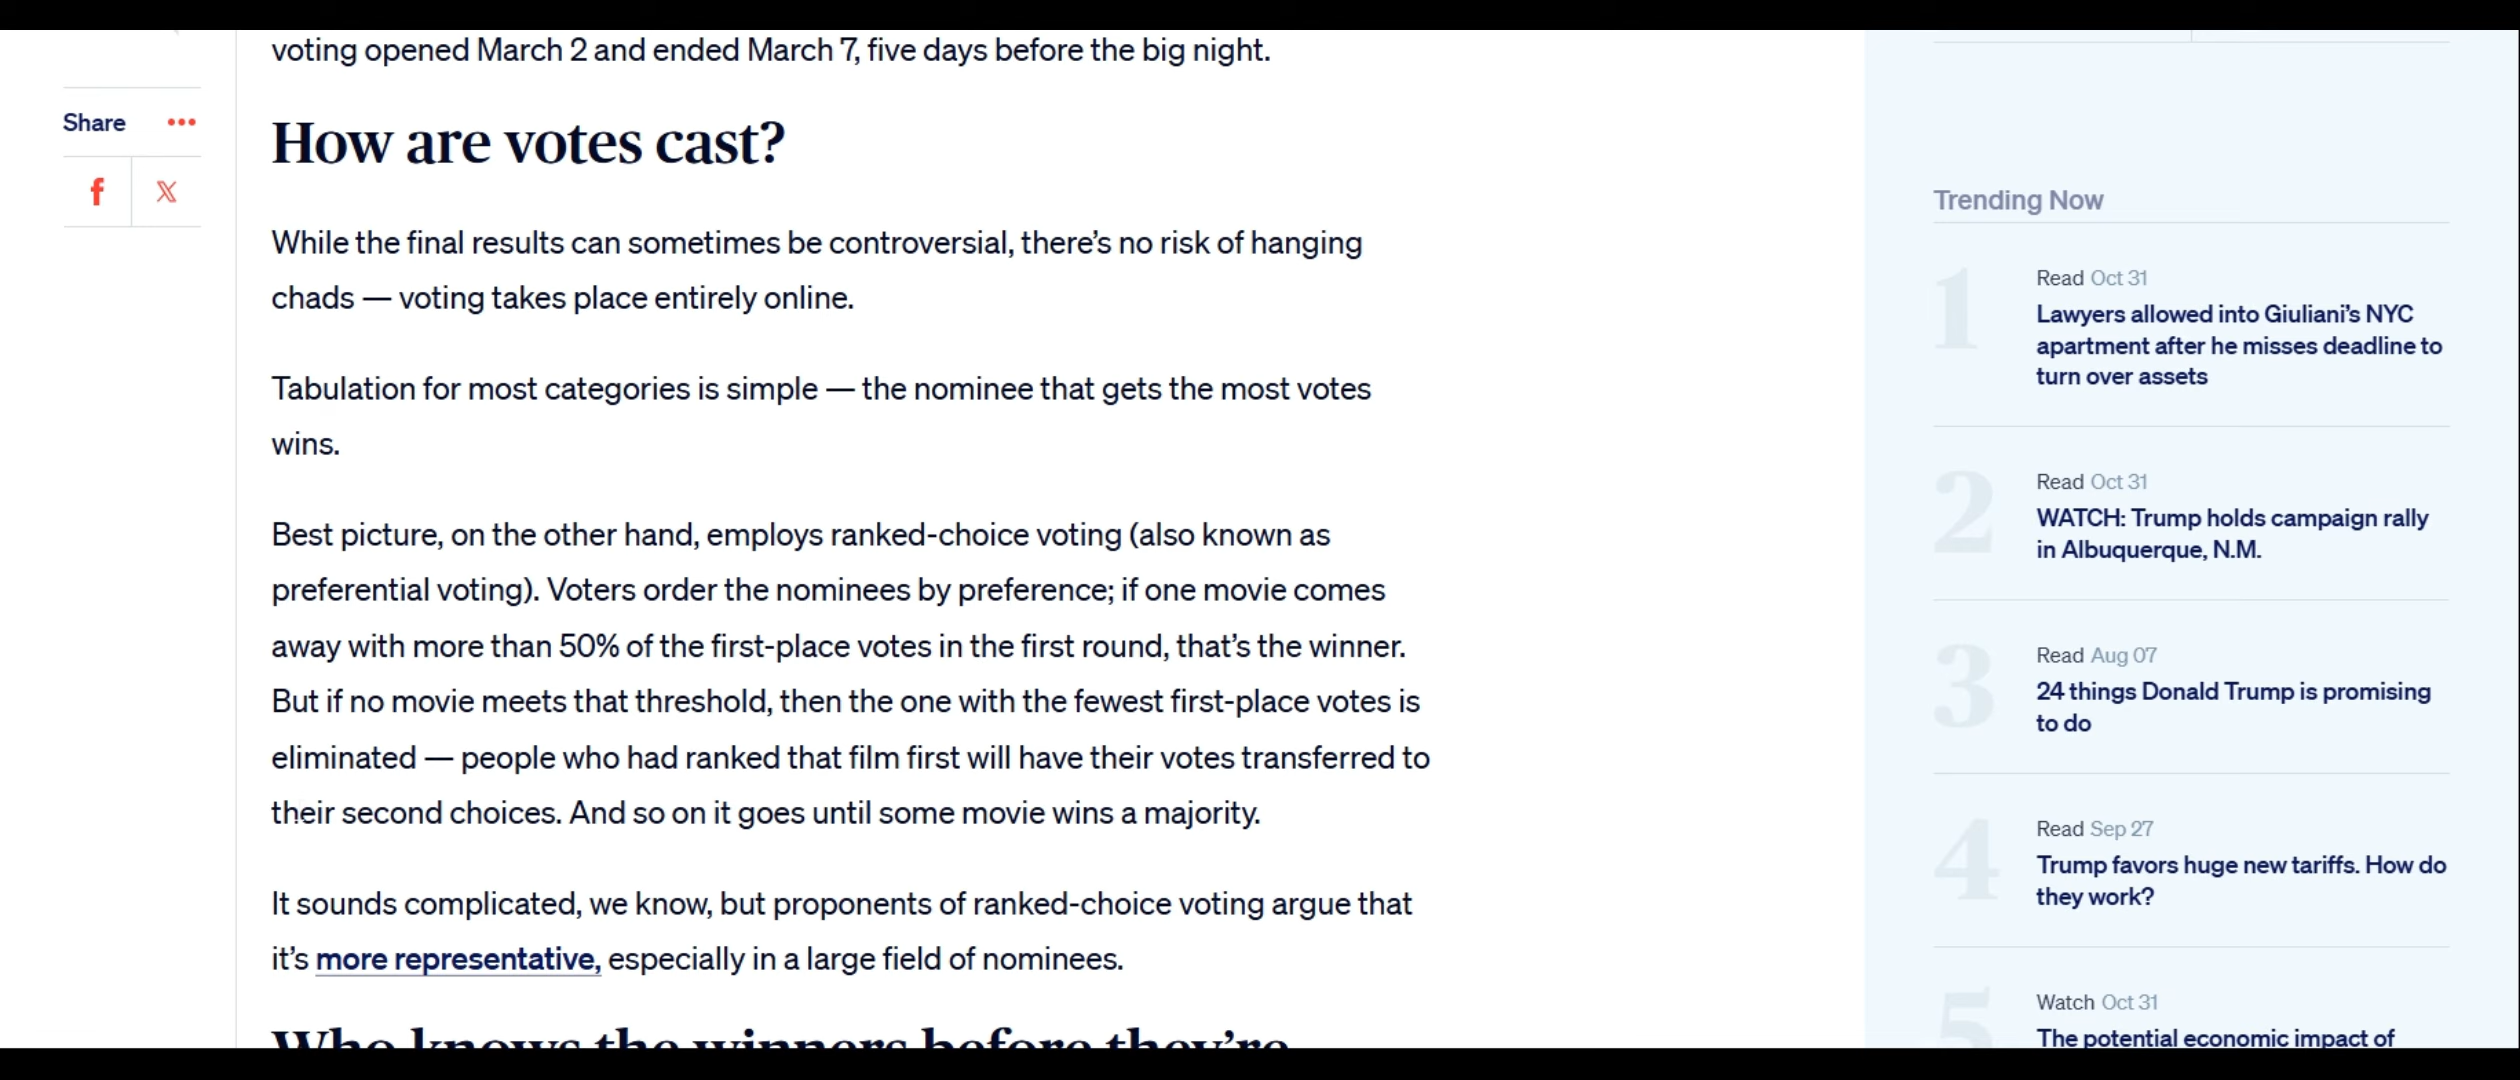 voting opened March 2 and ended March 7, five days before the big night.
Share
How are votes cast?
While the final results can sometimes be controversial, there’s no risk of hanging
chads — voting takes place entirely online.
Tabulation for most categories is simple — the nominee that gets the most votes
wins.
Best picture, on the other hand, employs ranked-choice voting (also known as
preferential voting). Voters order the nominees by preference; if one movie comes
away with more than 50% of the first-place votes in the first round, that’s the winner.
But if no movie meets that threshold, then the one with the fewest first-place votes is
eliminated — people who had ranked that film first will have their votes transferred to
their second choices. And so on it goes until some movie wins a majority.
It sounds complicated, we know, but proponents of ranked-choice voting argue that
it’s more representative, especially in a large field of nominees.
Who knows the winners before they’re
Trending Now
1
Read Oct 31
Lawyers allowed into Giuliani’s NYC
apartment after he misses deadline to
turn over assets
2
Read Oct 31
WATCH: Trump holds campaign rally
in Albuquerque, N.M.
3
Read Aug 07
24 things Donald Trump is promising
to do
4
Read Sep 27
Trump favors huge new tariffs. How do
they work?
5
Watch Oct 31
The potential economic impact of